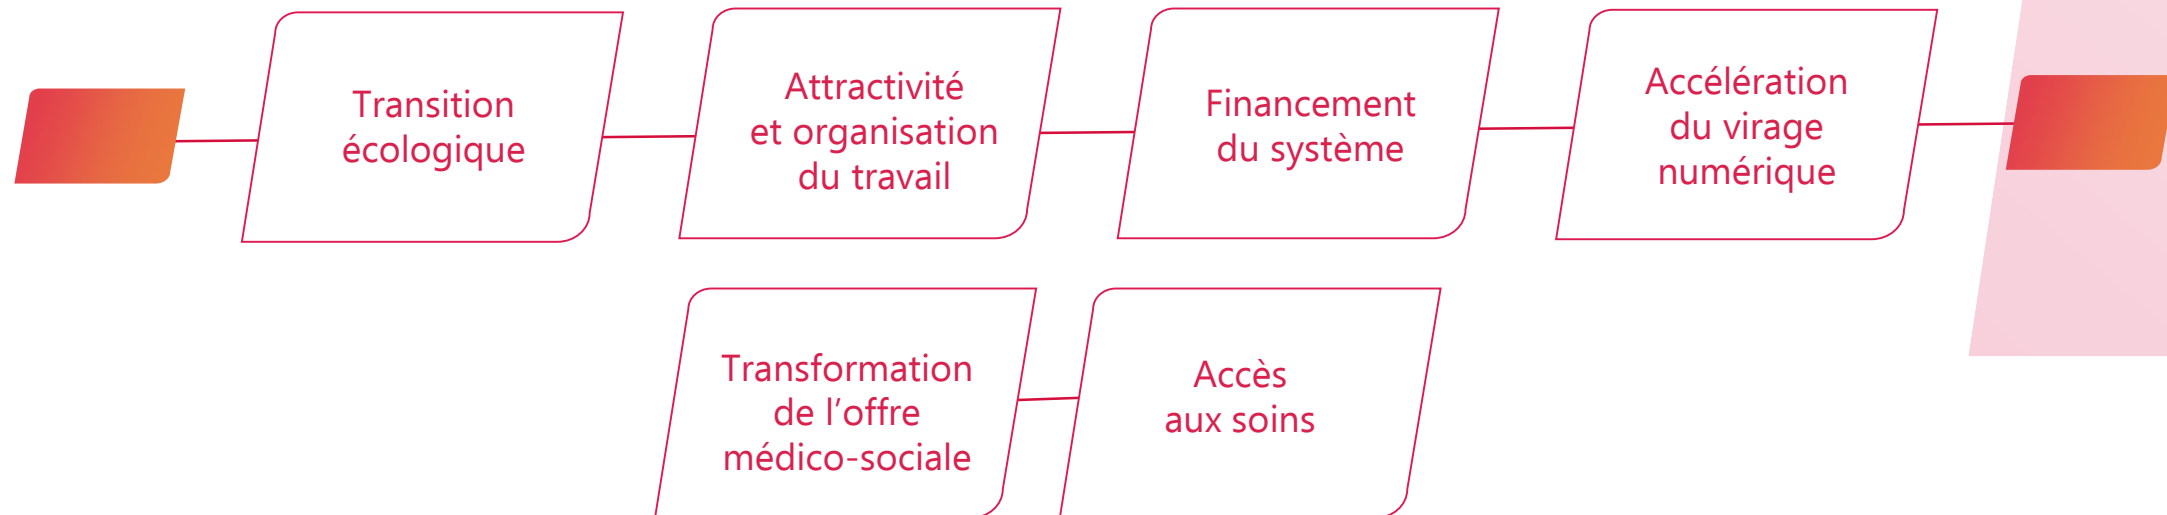 Transition
écologique
Attractivité
et organisation
du travail
Financement
du système
Accélération
du virage
numérique
Transformation
de l’offre
médico-sociale
Accès
aux soins